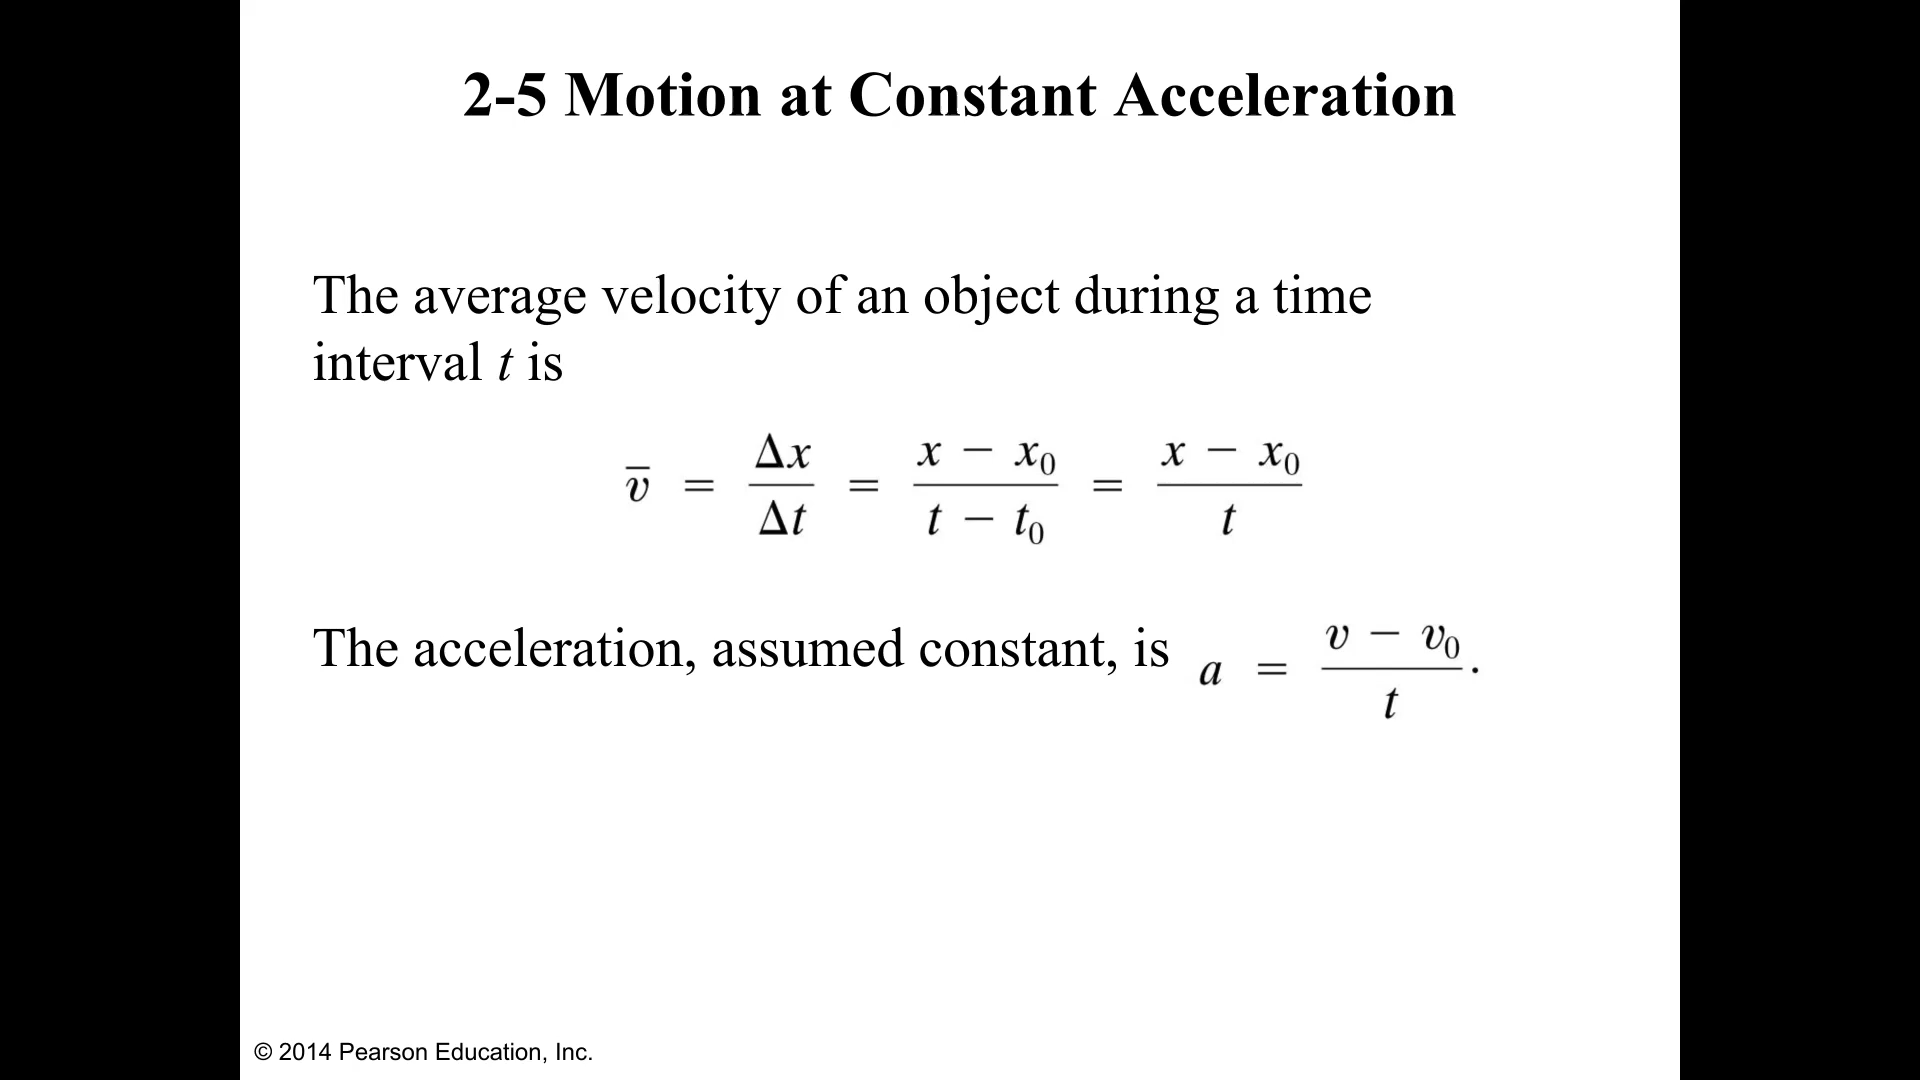 2-5 Motion at Constant Acceleration
The average velocity of an object during a time
interval t is
v̄ = Δx/Δt = (x − x₀)/(t − t₀) = (x − x₀)/t
The acceleration, assumed constant, is a = (v − v₀)/t.
© 2014 Pearson Education, Inc.